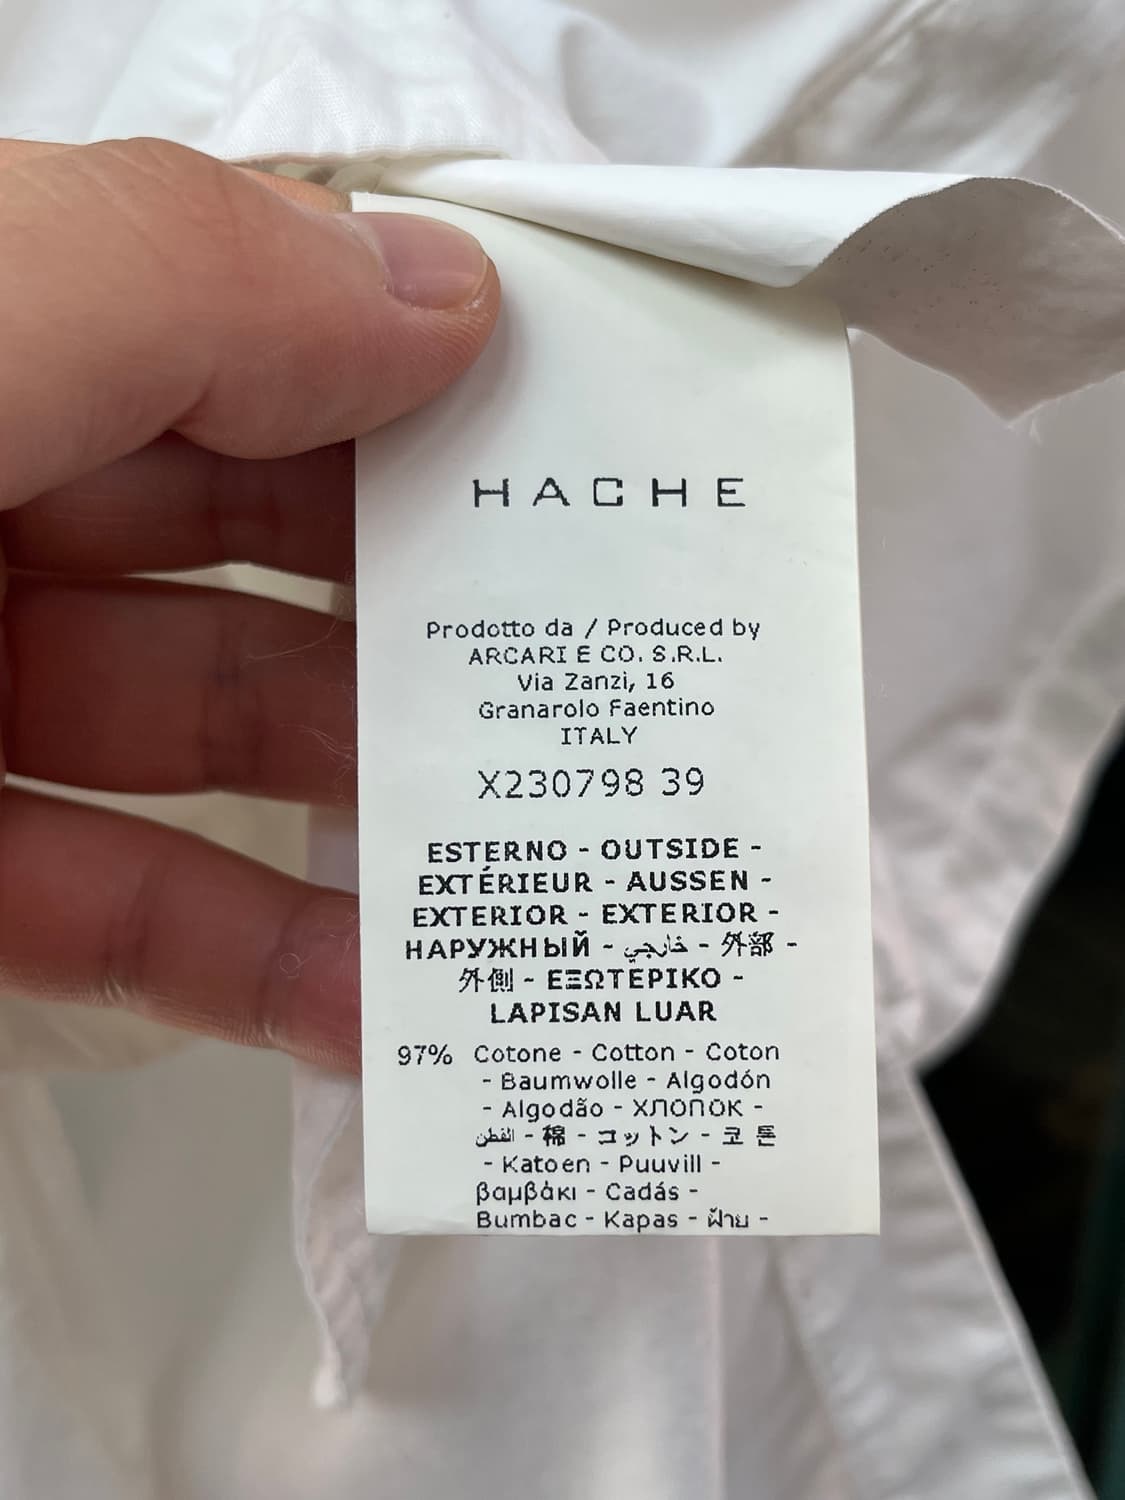 HACHE
Prodotto da / Produced by
ARCARI E CO. S.R.L.
Via Zanzi, 16
Granarolo Faentino
ITALY
X230798 39
ESTERNO - OUTSIDE -
EXTÉRIEUR - AUSSEN -
EXTERIOR - EXTERIOR -
НАРУЖНЫЙ - خارجي - 外部 -
外側 - ΕΞΩΤΕΡΙΚΟ -
LAPISAN LUAR
97% Cotone - Cotton - Coton
- Baumwolle - Algodón
- Algodão - ХЛОПОК -
القطن - 棉 - コットン - 코튼
- Katoen - Puuvill -
βαμβάκι - Cadás -
Bumbac - Kapas - ฝ้าย -